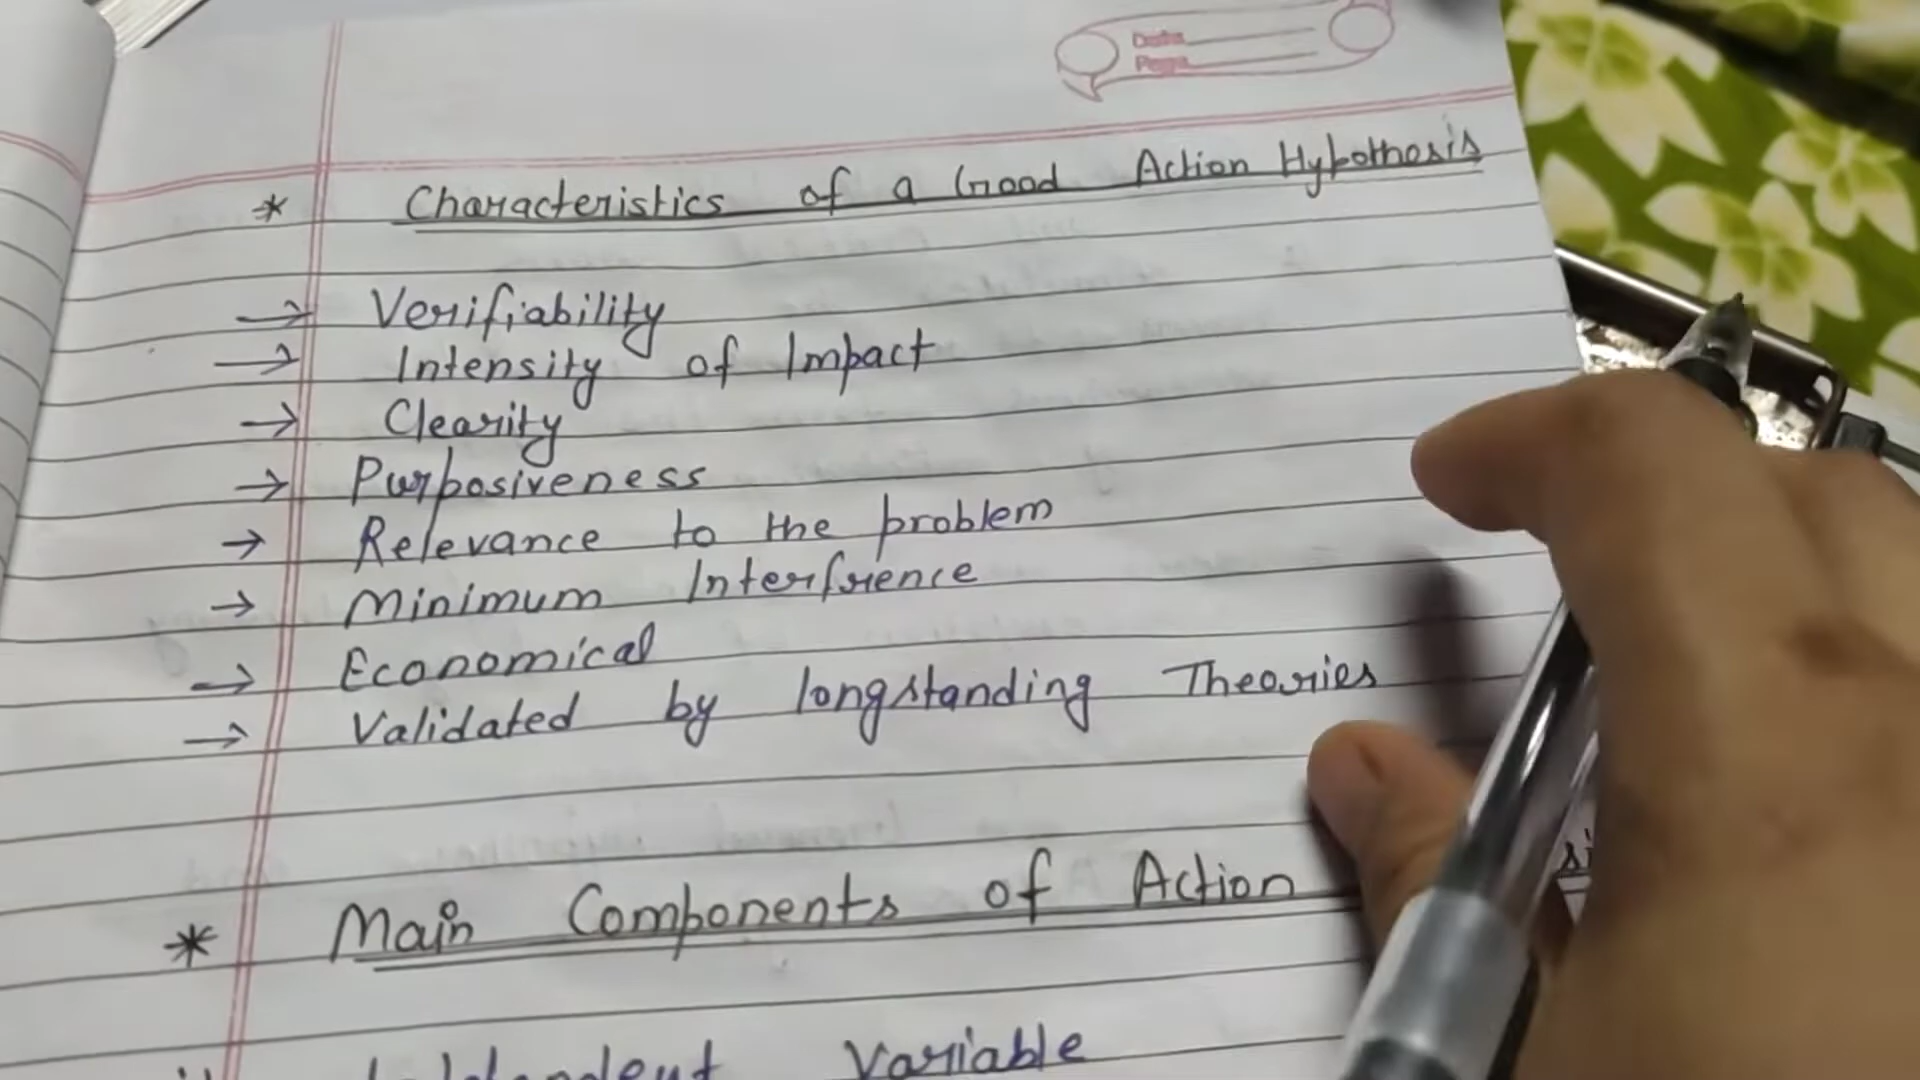 Date
Page
* Characteristics of a Good Action Hypothesis
→ Verifiability
→ Intensity of Impact
→ Clearity
→ Purposiveness
→ Relevance to the problem
→ Minimum Interfrence
→ Economical
→ Validated by longstanding Theories
* Main Components of Action
Variable